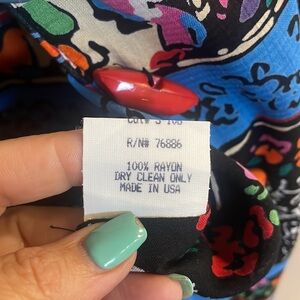 R/N# 76886
100% RAYON
DRY CLEAN ONLY
MADE IN USA